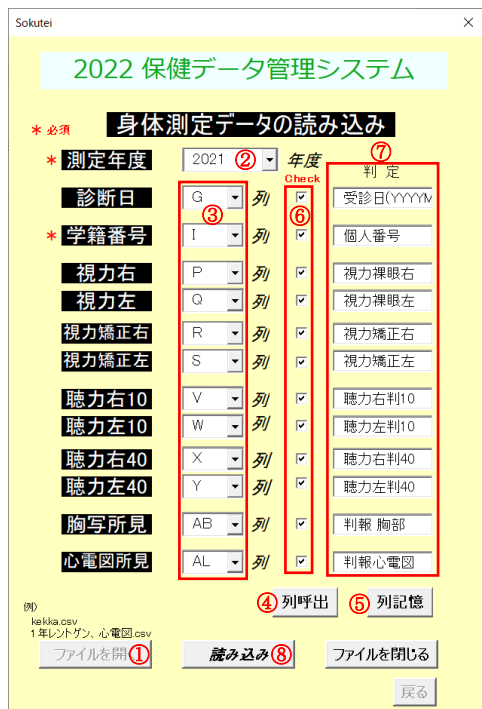 Sokutei
2022 保健データ管理システム
* 必須 身体測定データの読み込み
* 測定年度 2021 ② 年度 ⑦
Check 判 定
診断日 G 列 受診日(YYYYM
③ ⑥
* 学籍番号 I 列 個人番号
視力右 P 列 視力裸眼右
視力左 Q 列 視力裸眼左
視力矯正右 R 列 視力矯正右
視力矯正左 S 列 視力矯正左
聴力右10 V 列 聴力右判10
聴力左10 W 列 聴力左判10
聴力右40 X 列 聴力右判40
聴力左40 Y 列 聴力左判40
胸写所見 AB 列 判報 胸部
心電図所見 AL 列 判報心電図
④ 列呼出 ⑤ 列記憶
例)
kekka.csv
1年レントゲン、心電図.csv
ファイルを開 ① 読み込み ⑧ ファイルを閉じる
戻る